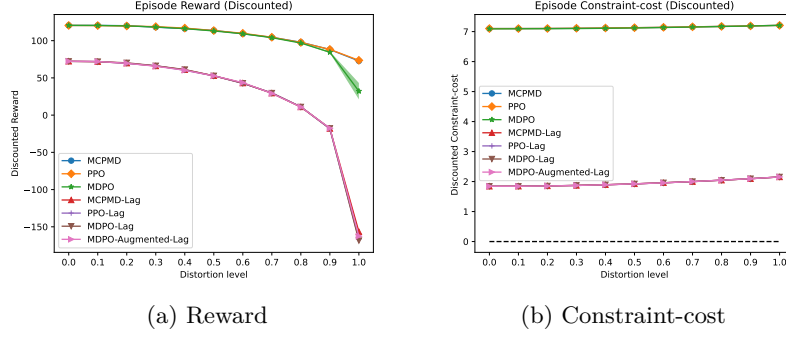 Episode Reward (Discounted)
Discounted Reward
100
50
0
−50
−100
−150
MCPMD
PPO
MDPO
MCPMD-Lag
PPO-Lag
MDPO-Lag
MDPO-Augmented-Lag
0.0 0.1 0.2 0.3 0.4 0.5 0.6 0.7 0.8 0.9 1.0
Distortion level
(a) Reward
Episode Constraint-cost (Discounted)
Discounted Constraint-cost
7
6
5
4
3
2
1
0
MCPMD
PPO
MDPO
MCPMD-Lag
PPO-Lag
MDPO-Lag
MDPO-Augmented-Lag
0.0 0.1 0.2 0.3 0.4 0.5 0.6 0.7 0.8 0.9 1.0
Distortion level
(b) Constraint-cost